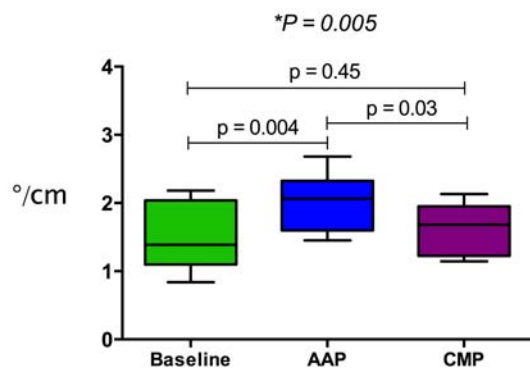 *P = 0.005
4
p = 0.45
3
p = 0.03
p = 0.004
°/cm
2
1
0
Baseline AAP CMP